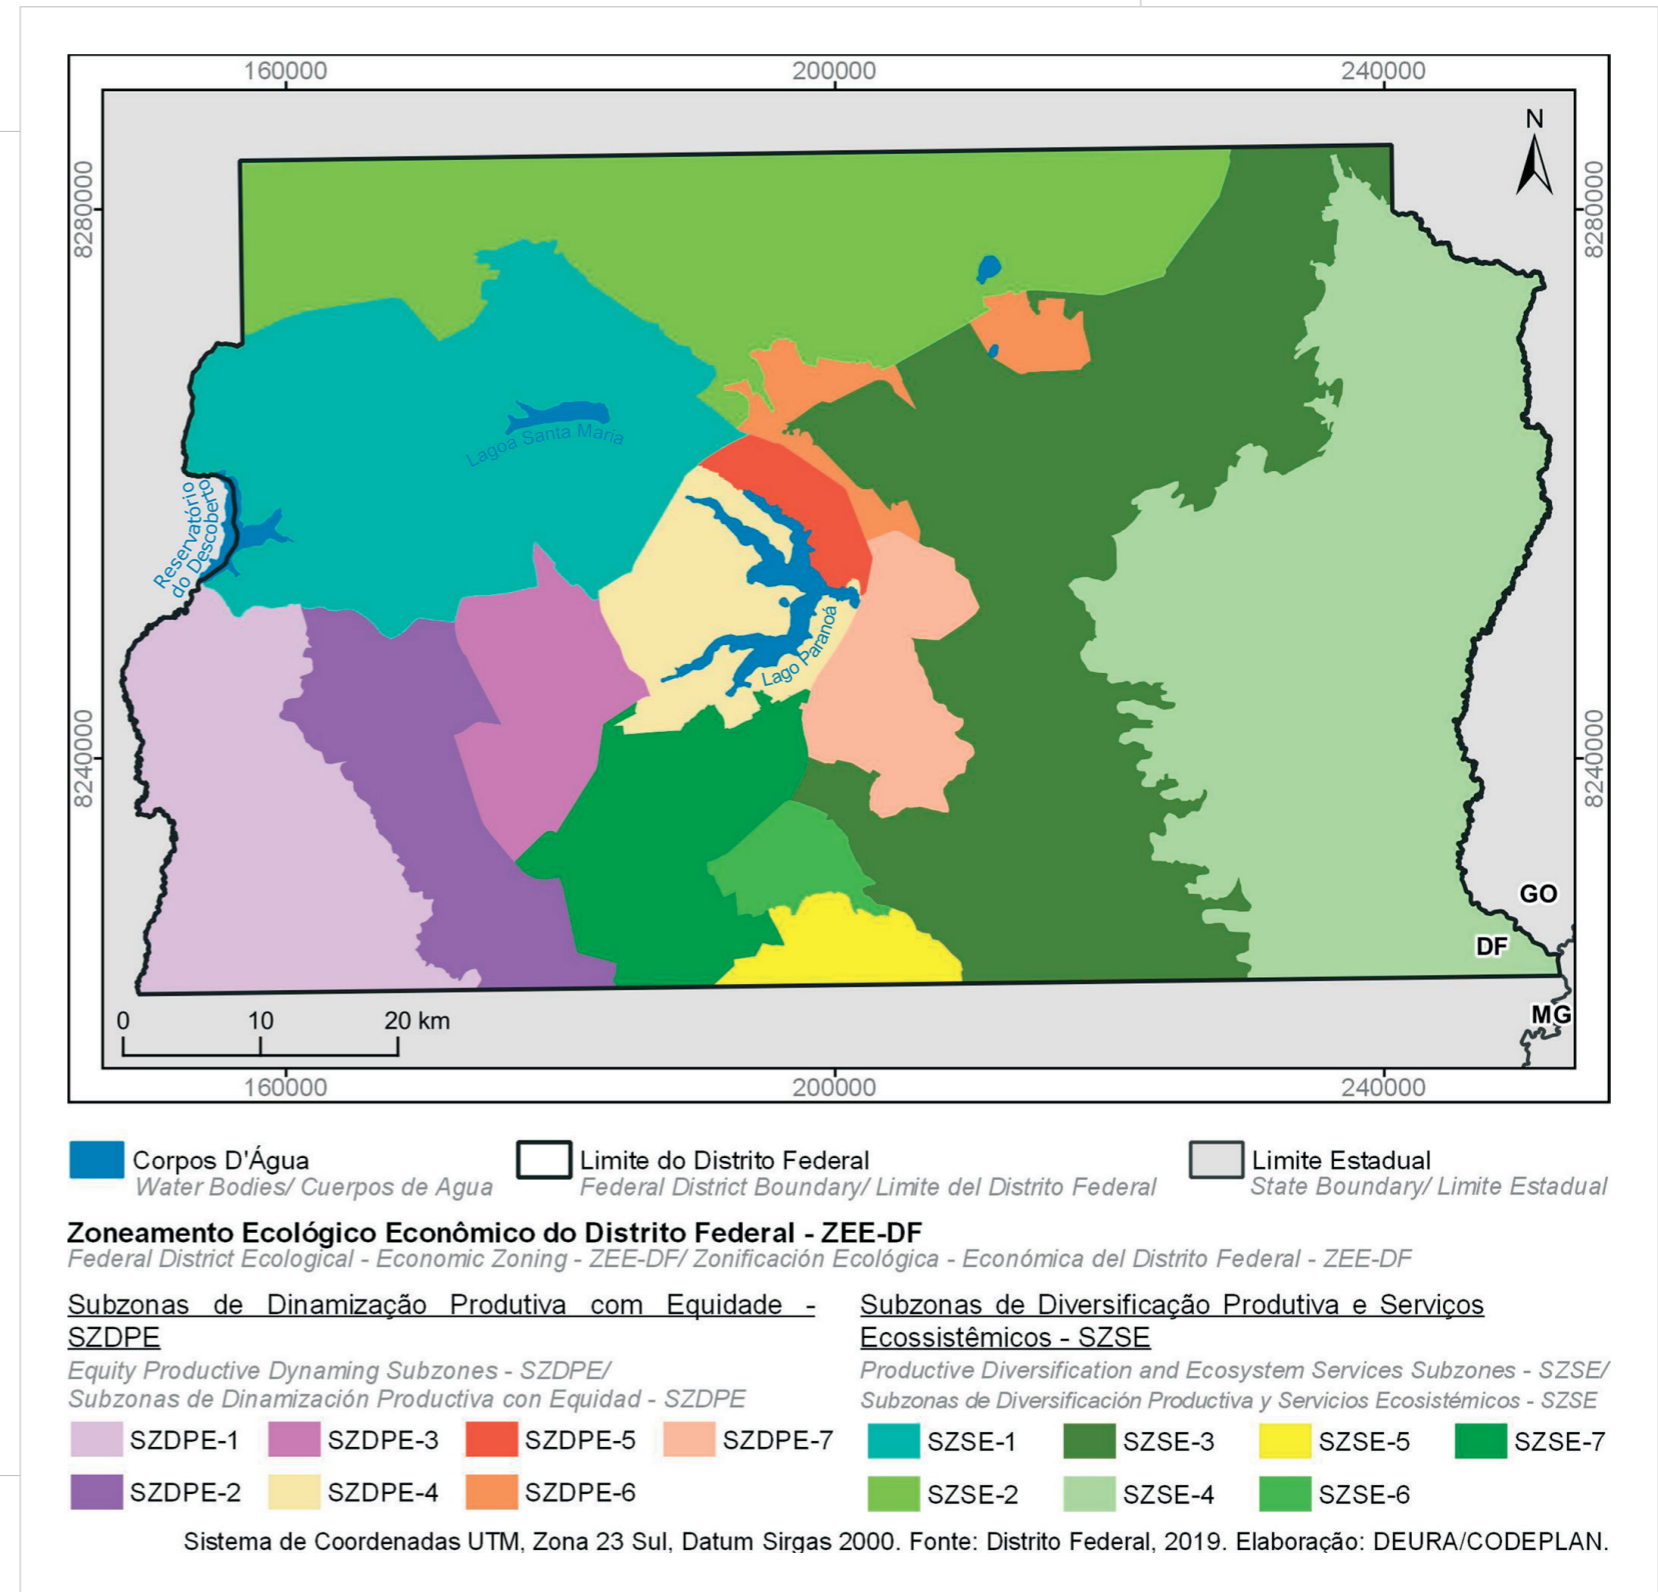 160000 200000 240000
N
8280000 8280000
Lagoa Santa Maria
Reservatório
do Descoberto
Lago Paranoá
8240000 8240000
GO
DF
MG
0 10 20 km
160000 200000 240000
Corpos D'Água Limite do Distrito Federal Limite Estadual
Water Bodies/ Cuerpos de Agua Federal District Boundary/ Limite del Distrito Federal State Boundary/ Limite Estadual
Zoneamento Ecológico Econômico do Distrito Federal - ZEE-DF
Federal District Ecological - Economic Zoning - ZEE-DF/ Zonificación Ecológica - Económica del Distrito Federal - ZEE-DF
Subzonas de Dinamização Produtiva com Equidade -
SZDPE
Equity Productive Dynaming Subzones - SZDPE/
Subzonas de Dinamización Productiva con Equidad - SZDPE
SZDPE-1 SZDPE-3 SZDPE-5 SZDPE-7
SZDPE-2 SZDPE-4 SZDPE-6
Subzonas de Diversificação Produtiva e Serviços
Ecossistêmicos - SZSE
Productive Diversification and Ecosystem Services Subzones - SZSE/
Subzonas de Diversificación Productiva y Servicios Ecosistémicos - SZSE
SZSE-1 SZSE-3 SZSE-5 SZSE-7
SZSE-2 SZSE-4 SZSE-6
Sistema de Coordenadas UTM, Zona 23 Sul, Datum Sirgas 2000. Fonte: Distrito Federal, 2019. Elaboração: DEURA/CODEPLAN.